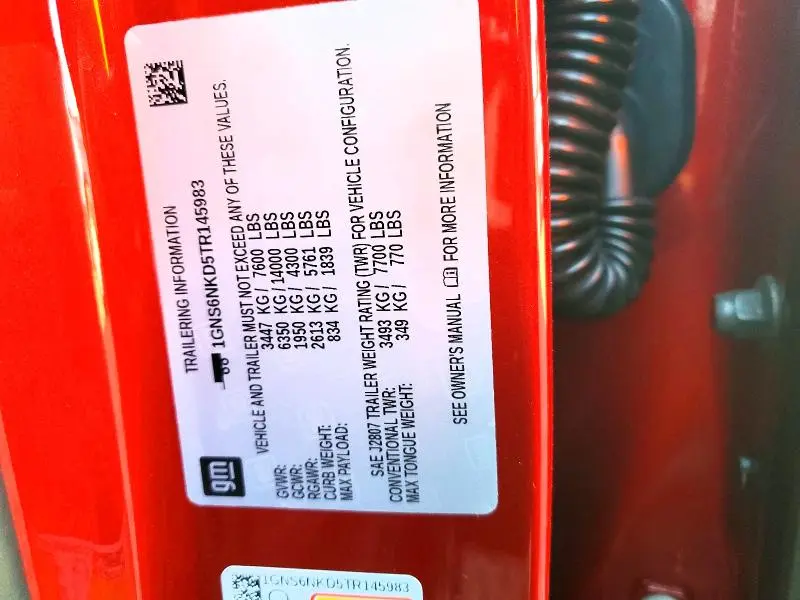 TRAILERING INFORMATION
1GNS6NKD5TR145983
VEHICLE AND TRAILER MUST NOT EXCEED ANY OF THESE VALUES.
GVWR: 3447 KG / 7600 LBS
GCWR: 6350 KG / 14000 LBS
RGAWR: 1950 KG / 4300 LBS
CURB WEIGHT: 2613 KG / 5761 LBS
MAX PAYLOAD: 834 KG / 1839 LBS
SAE J2807 TRAILER WEIGHT RATING (TWR) FOR VEHICLE CONFIGURATION.
CONVENTIONAL TWR: 3493 KG / 7700 LBS
MAX TONGUE WEIGHT: 349 KG / 770 LBS
SEE OWNER'S MANUAL FOR MORE INFORMATION
gm
1GNS6NKD5TR145983